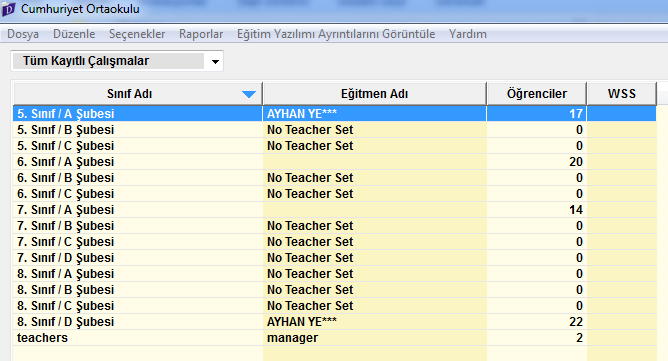 Cumhuriyet Ortaokulu
Dosya Düzenle Seçenekler Raporlar Eğitim Yazılımı Ayrıntılarını Görüntüle Yardım
Tüm Kayıtlı Çalışmalar
Sınıf Adı Eğitmen Adı Öğrenciler WSS
5. Sınıf / A Şubesi AYHAN YE*** 17
5. Sınıf / B Şubesi No Teacher Set 0
5. Sınıf / C Şubesi No Teacher Set 0
6. Sınıf / A Şubesi 20
6. Sınıf / B Şubesi No Teacher Set 0
6. Sınıf / C Şubesi No Teacher Set 0
7. Sınıf / A Şubesi 14
7. Sınıf / B Şubesi No Teacher Set 0
7. Sınıf / C Şubesi No Teacher Set 0
7. Sınıf / D Şubesi No Teacher Set 0
8. Sınıf / A Şubesi No Teacher Set 0
8. Sınıf / B Şubesi No Teacher Set 0
8. Sınıf / C Şubesi No Teacher Set 0
8. Sınıf / D Şubesi AYHAN YE*** 22
teachers manager 2